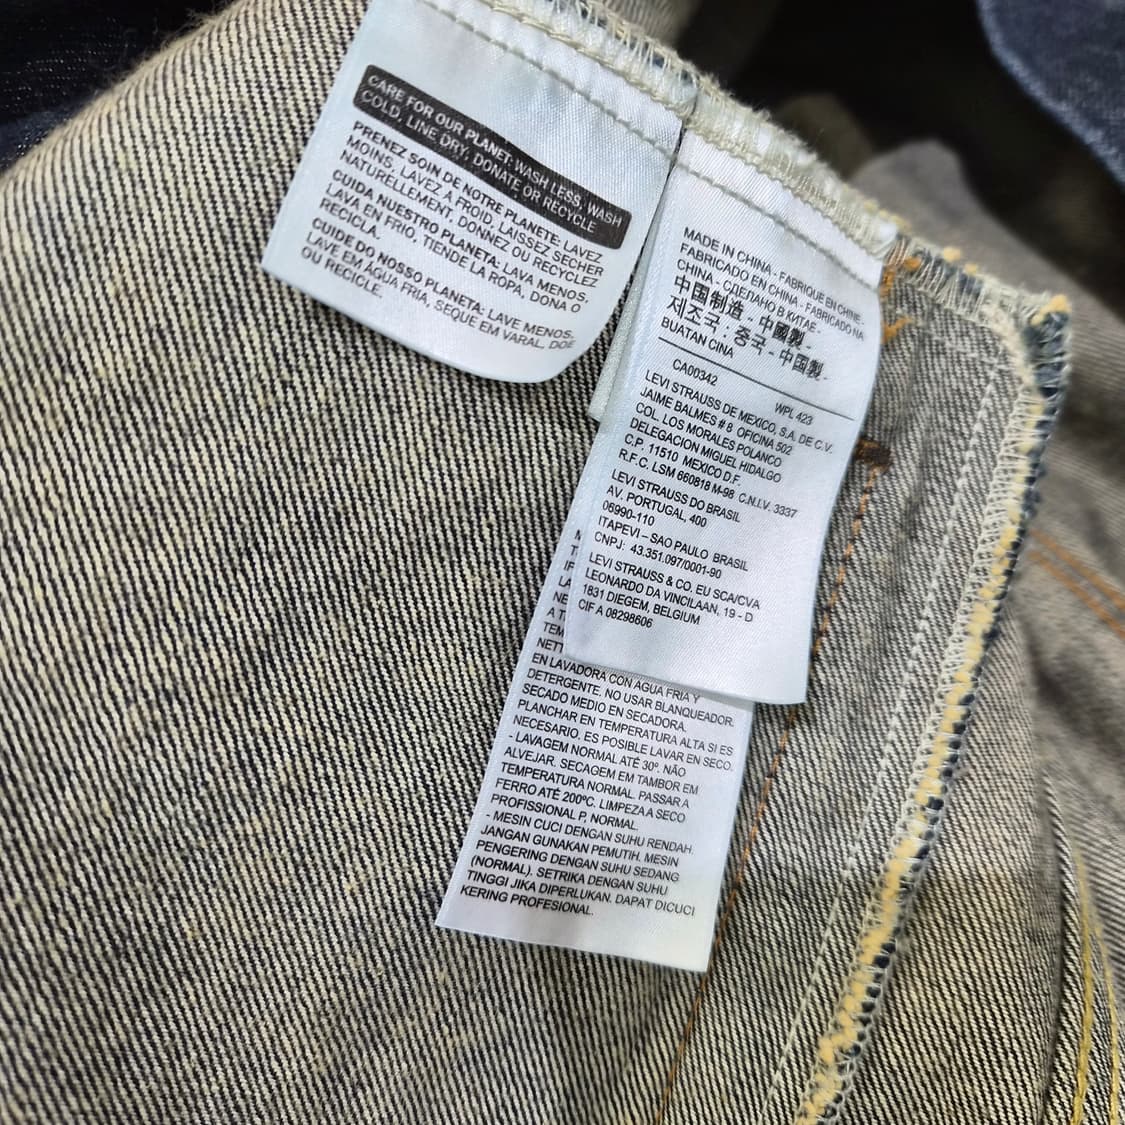 CARE FOR OUR PLANET: WASH LESS, WASH
COLD, LINE DRY, DONATE OR RECYCLE
PRENEZ SOIN DE NOTRE PLANETE: LAVEZ
MOINS, LAVEZ À FROID, LAISSEZ SECHER
NATURELLEMENT, DONNEZ OU RECYCLEZ
CUIDA NUESTRO PLANETA: LAVA MENOS,
LAVA EN FRIO, TIENDE LA ROPA, DONA O
RECICLA.
CUIDE DO NOSSO PLANETA: LAVE MENOS,
LAVE EM ÁGUA FRIA, SEQUE EM VARAL, DOE
OU RECICLE.
MADE IN CHINA - FABRIQUE EN CHINE -
FABRICADO EN CHINA - FABRICADO NA
CHINA - СДЕЛАНО В КИТАЕ -
中国制造 - 中國製 -
제조국 : 중국 - 中国製 -
BUATAN CINA
CA00342 WPL 423
LEVI STRAUSS DE MEXICO, S.A. DE C.V.
JAIME BALMES # 8 OFICINA 502
COL. LOS MORALES POLANCO
DELEGACION MIGUEL HIDALGO
C.P. 11510 MEXICO D.F.
R.F.C. LSM 660818 M-98 C.N.I.V. 3337
LEVI STRAUSS DO BRASIL
AV. PORTUGAL, 400
06990-110
ITAPEVI – SAO PAULO BRASIL
CNPJ: 43.351.097/0001-90
LEVI STRAUSS & CO. EU SCA/CVA
LEONARDO DA VINCILAAN, 19 - D
1831 DIEGEM, BELGIUM
CIF A 08298606
EN LAVADORA CON AGUA FRIA Y
DETERGENTE. NO USAR BLANQUEADOR.
SECADO MEDIO EN SECADORA.
PLANCHAR EN TEMPERATURA ALTA SI ES
NECESARIO. ES POSIBLE LAVAR EN SECO.
- LAVAGEM NORMAL ATÉ 30º. NÃO
ALVEJAR. SECAGEM EM TAMBOR EM
TEMPERATURA NORMAL. PASSAR A
FERRO ATÉ 200ºC. LIMPEZA A SECO
PROFISSIONAL P, NORMAL.
- MESIN CUCI DENGAN SUHU RENDAH.
JANGAN GUNAKAN PEMUTIH. MESIN
PENGERING DENGAN SUHU SEDANG
(NORMAL). SETRIKA DENGAN SUHU
TINGGI JIKA DIPERLUKAN. DAPAT DICUCI
KERING PROFESIONAL.